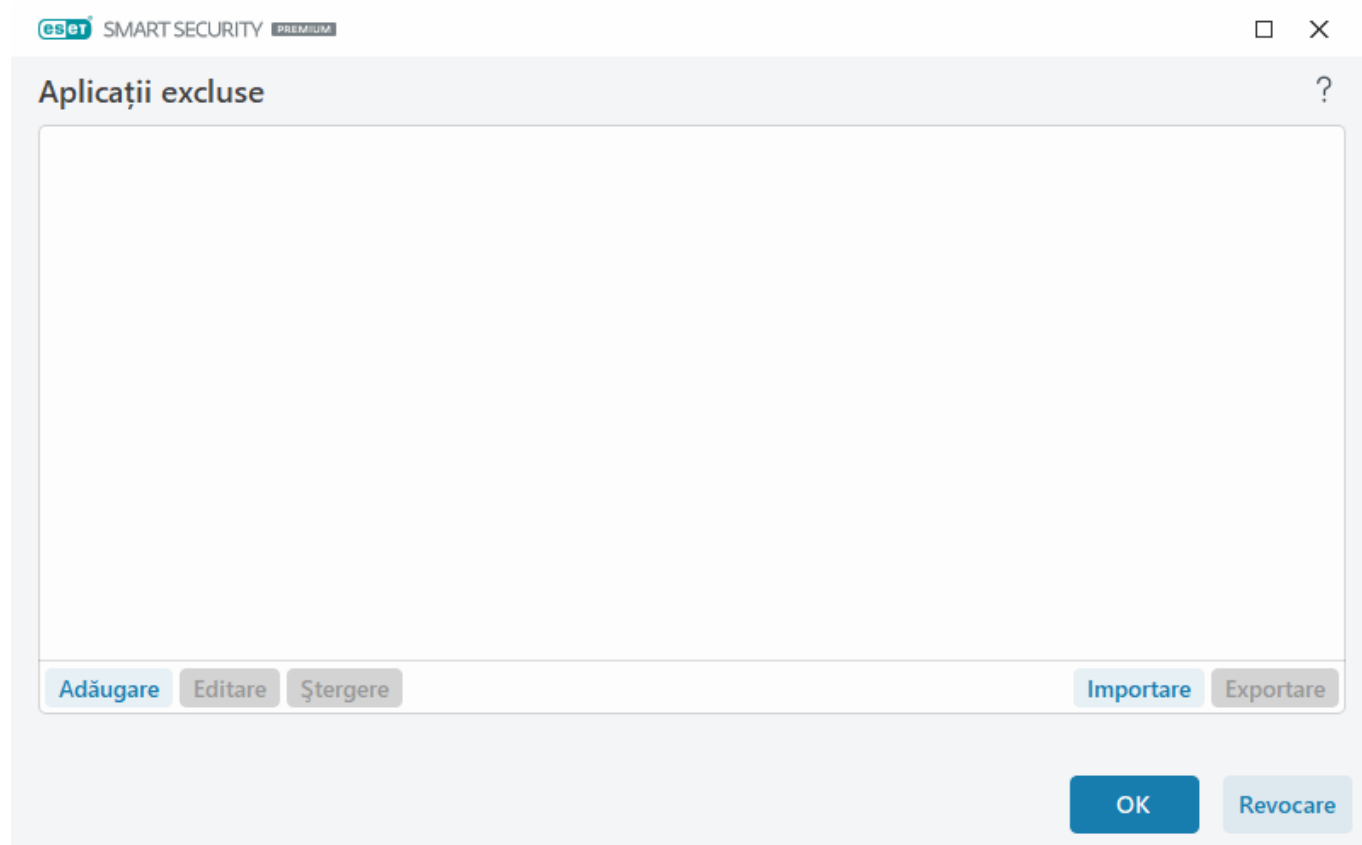 eset SMART SECURITY PREMIUM
Aplicații excluse
?
Adăugare Editare Ştergere Importare Exportare
OK Revocare